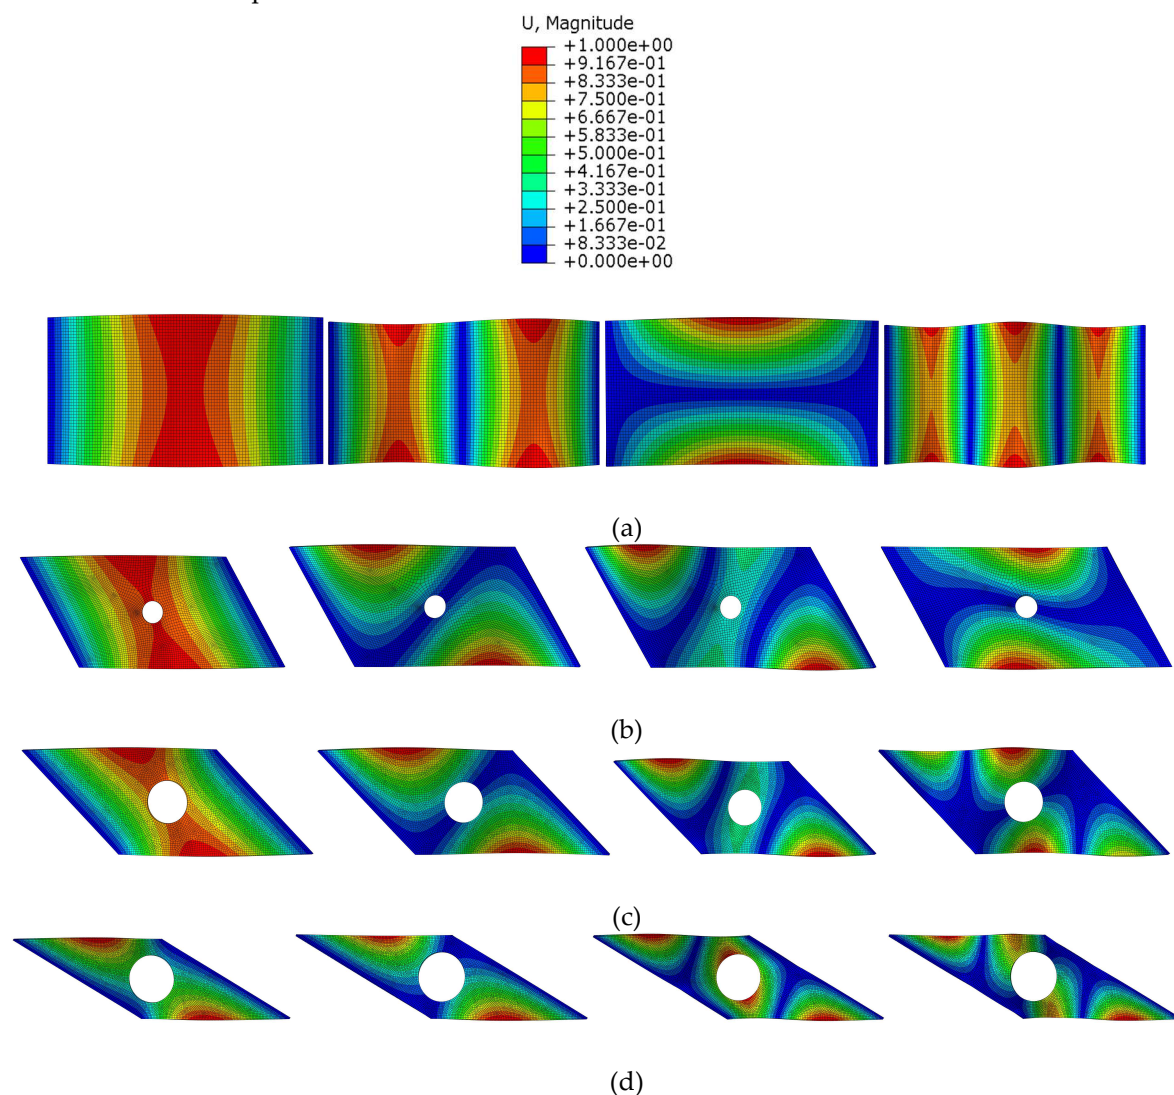 U, Magnitude
+1.000e+00
+9.167e-01
+8.333e-01
+7.500e-01
+6.667e-01
+5.833e-01
+5.000e-01
+4.167e-01
+3.333e-01
+2.500e-01
+1.667e-01
+8.333e-02
+0.000e+00
(a)
(b)
(c)
(d)